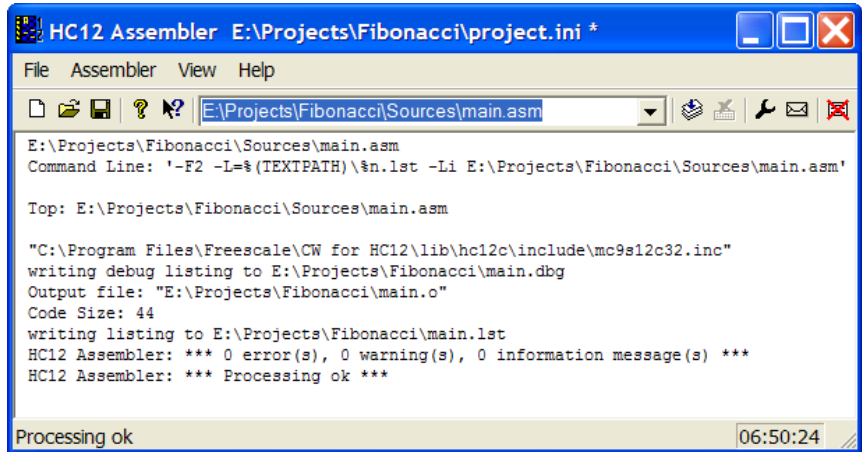 HC12 Assembler E:\Projects\Fibonacci\project.ini *
File Assembler View Help
E:\Projects\Fibonacci\Sources\main.asm
E:\Projects\Fibonacci\Sources\main.asm
Command Line: '-F2 -L=%(TEXTPATH)\%n.lst -Li E:\Projects\Fibonacci\Sources\main.asm'
Top: E:\Projects\Fibonacci\Sources\main.asm
"C:\Program Files\Freescale\CW for HC12\lib\hc12c\include\mc9s12c32.inc"
writing debug listing to E:\Projects\Fibonacci\main.dbg
Output file: "E:\Projects\Fibonacci\main.o"
Code Size: 44
writing listing to E:\Projects\Fibonacci\main.lst
HC12 Assembler: *** 0 error(s), 0 warning(s), 0 information message(s) ***
HC12 Assembler: *** Processing ok ***
Processing ok 06:50:24